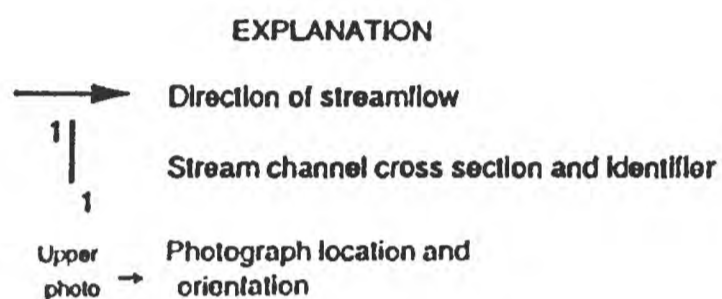 EXPLANATION
Direction of streamflow
1
Stream channel cross section and identifier
1
Upper
photo
Photograph location and
orientation